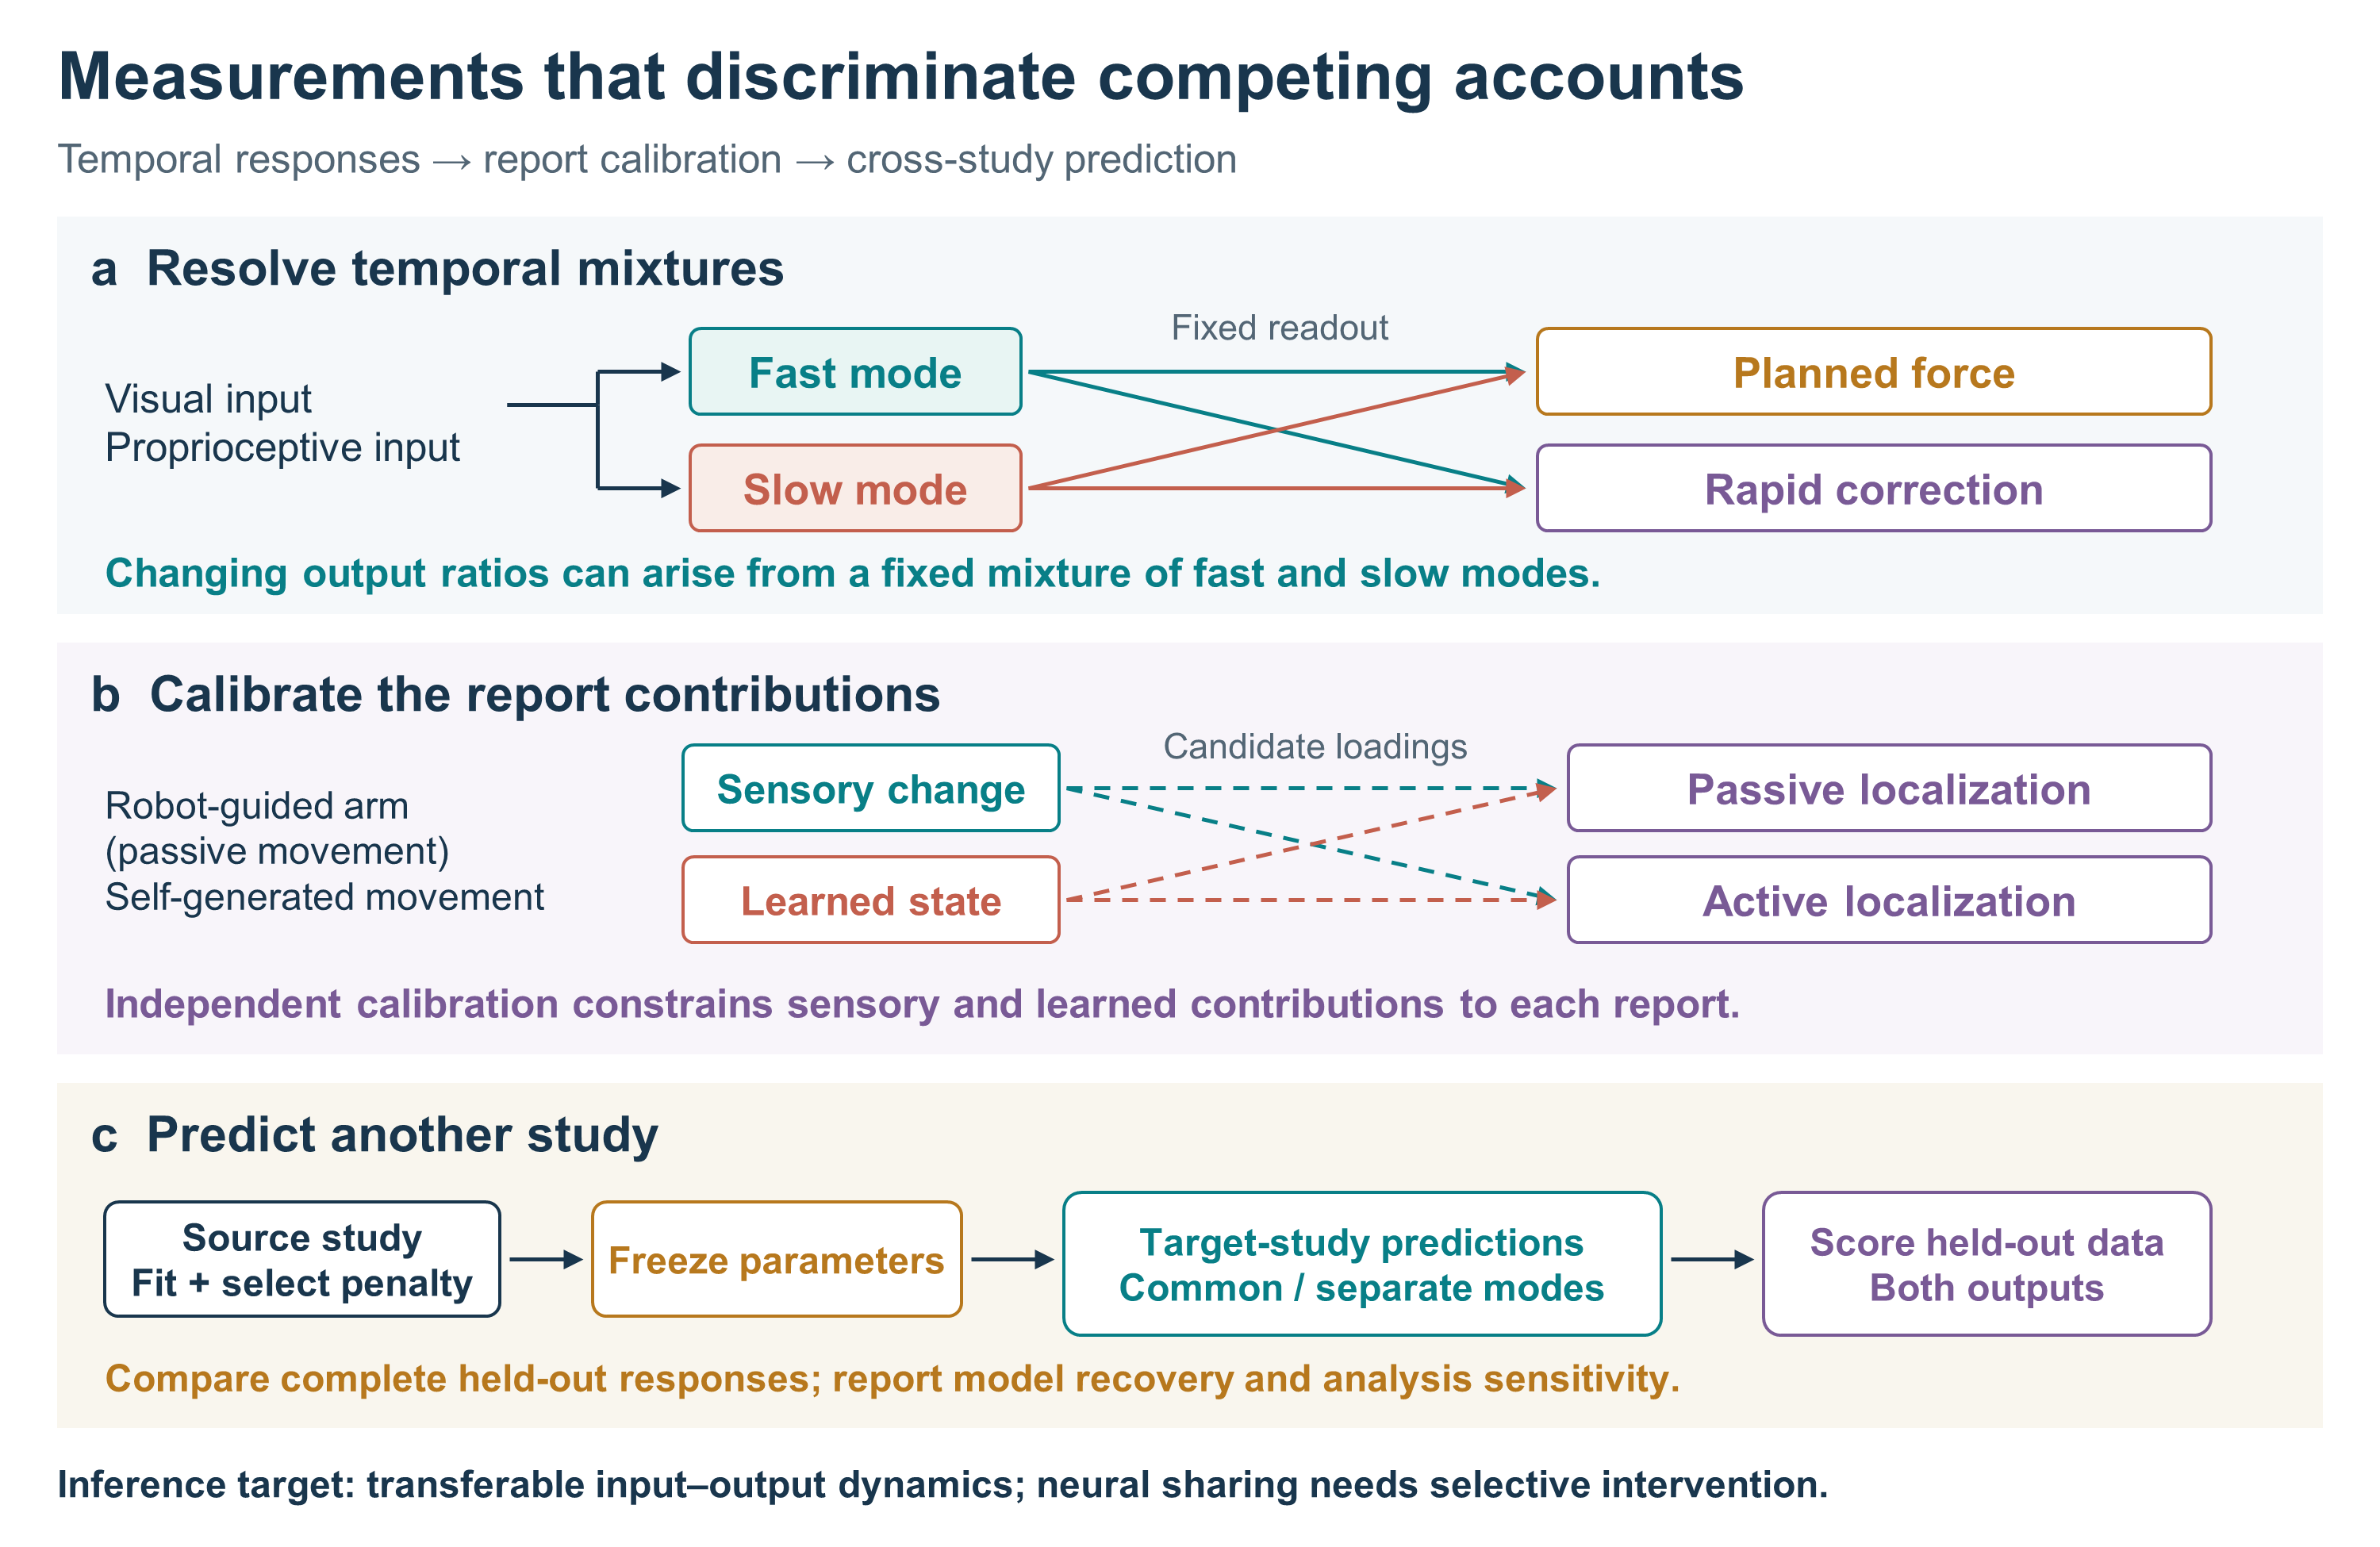 Measurements that discriminate competing accounts
Temporal responses → report calibration → cross-study prediction
a Resolve temporal mixtures
Fixed readout
Visual input
Proprioceptive input
Fast mode
Planned force
Slow mode
Rapid correction
Changing output ratios can arise from a fixed mixture of fast and slow modes.
b Calibrate the report contributions
Candidate loadings
Robot-guided arm
(passive movement)
Self-generated movement
Sensory change
Passive localization
Learned state
Active localization
Independent calibration constrains sensory and learned contributions to each report.
c Predict another study
Source study
Fit + select penalty
Freeze parameters
Target-study predictions
Common / separate modes
Score held-out data
Both outputs
Compare complete held-out responses; report model recovery and analysis sensitivity.
Inference target: transferable input–output dynamics; neural sharing needs selective intervention.